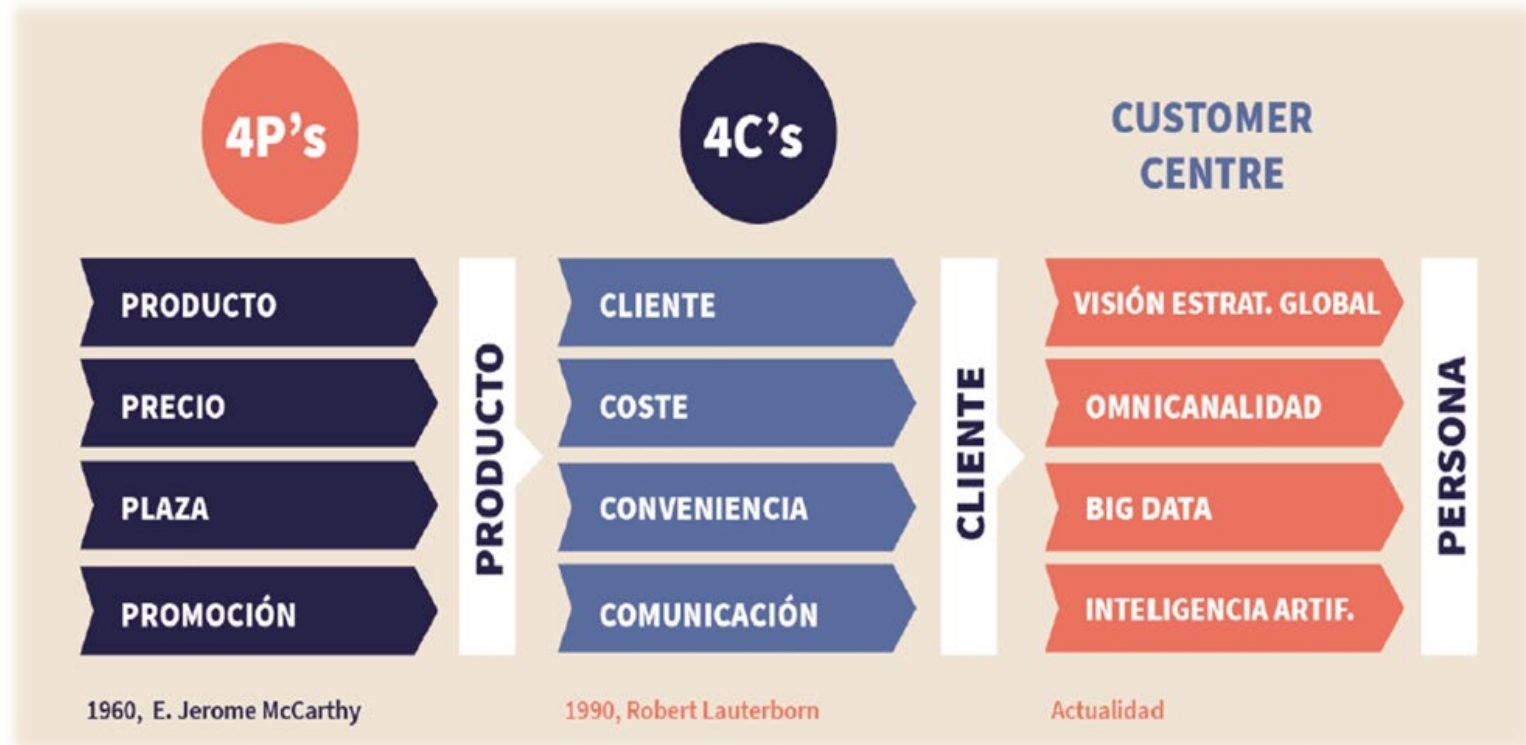 4P's
PRODUCTO
PRECIO
PLAZA
PROMOCIÓN
PRODUCTO
1960, E. Jerome McCarthy
4C's
CLIENTE
COSTE
CONVENIENCIA
COMUNICACIÓN
CLIENTE
1990, Robert Lauterborn
CUSTOMER
CENTRE
VISIÓN ESTRAT. GLOBAL
OMNICANALIDAD
BIG DATA
INTELIGENCIA ARTIF.
PERSONA
Actualidad